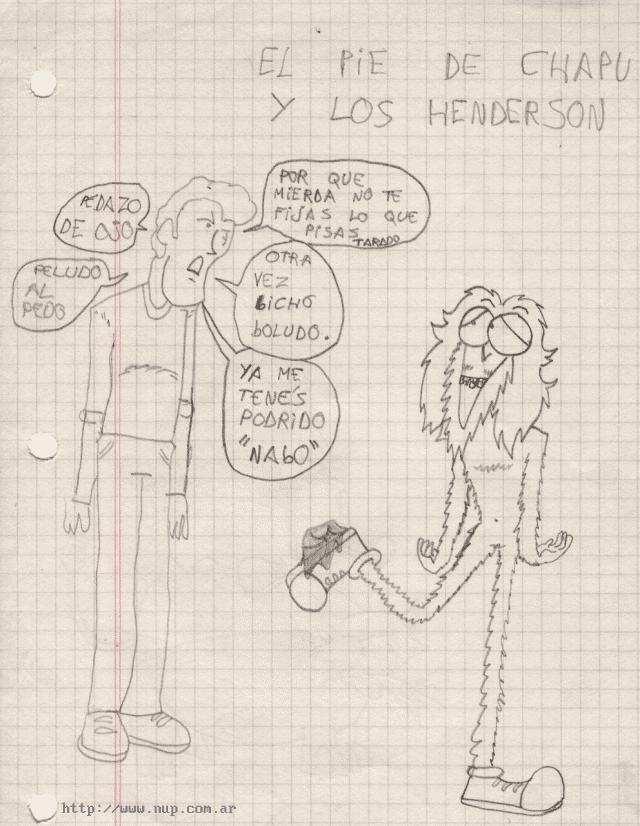 EL PIE DE CHAPU
Y LOS HENDERSON
PEDAZO
DE OJO
POR QUE
MIERDA NO TE
FIJAS LO QUE
PISAS
TARADO
PELUDO
AL
PEDO
OTRA
VEZ
BICHO
bOLUDO.
YA ME
TENÉS
PODRIDO
"NAbO"
http://www.nup.com.ar